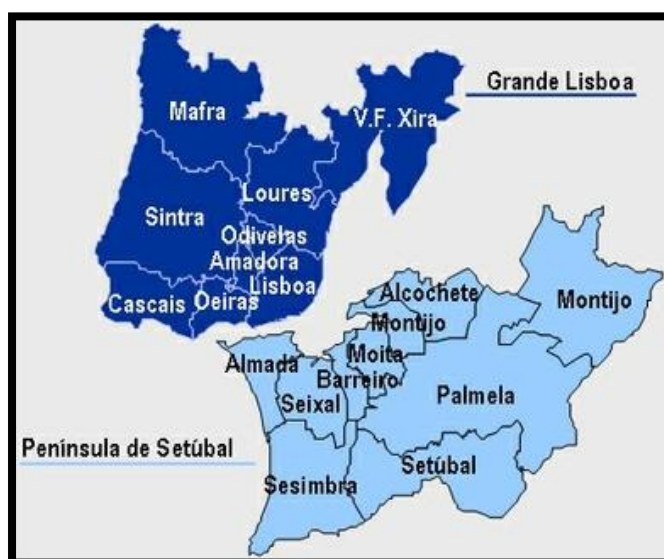 Grande Lisboa
Mafra
V.F. Xira
Loures
Sintra
Odivelas
Amadora
Lisboa
Cascais
Oeiras
Alcochete
Montijo
Montijo
Almada
Moita
Barreiro
Seixal
Palmela
Península de Setúbal
Setúbal
Sesimbra